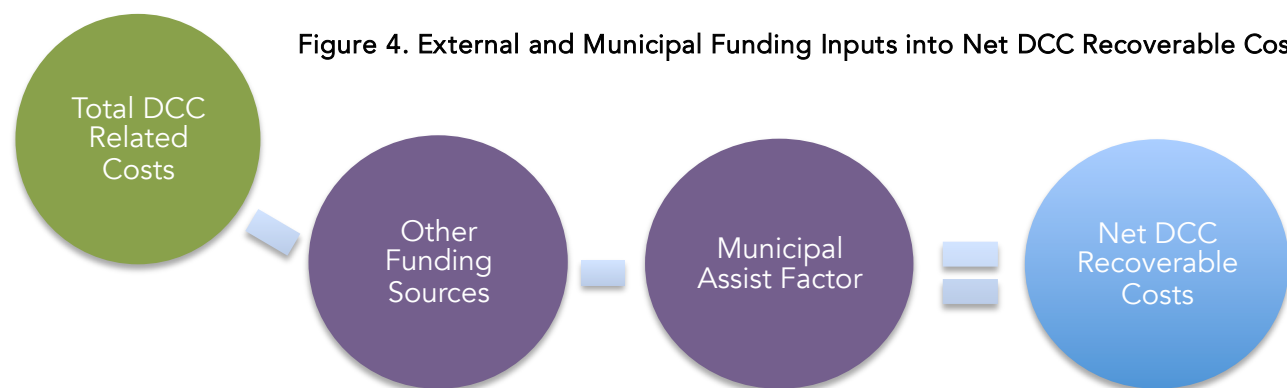 Figure 4. External and Municipal Funding Inputs into Net DCC Recoverable
Total DCC
Related
Costs
Other
Funding
Sources
Municipal
Assist Factor
Net DCC
Recoverable
Costs